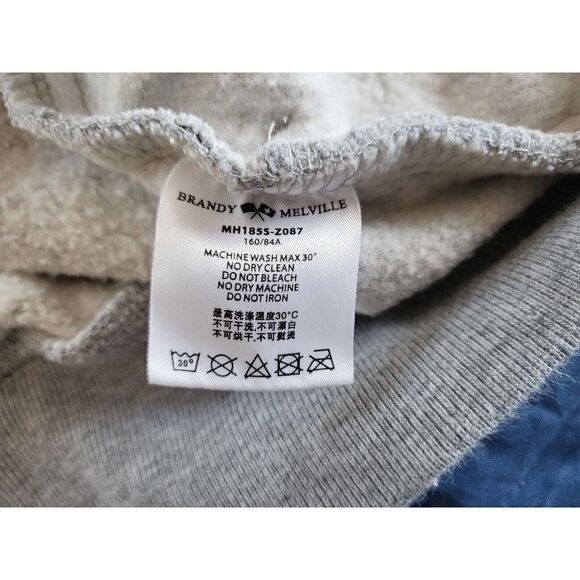 BRANDY MELVILLE
MH185S-Z087
160/84A
MACHINE WASH MAX 30°
NO DRY CLEAN
DO NOT BLEACH
NO DRY MACHINE
DO NOT IRON
最高洗涤温度30°C
不可干洗,不可漂白
不可烘干,不可熨烫
30°